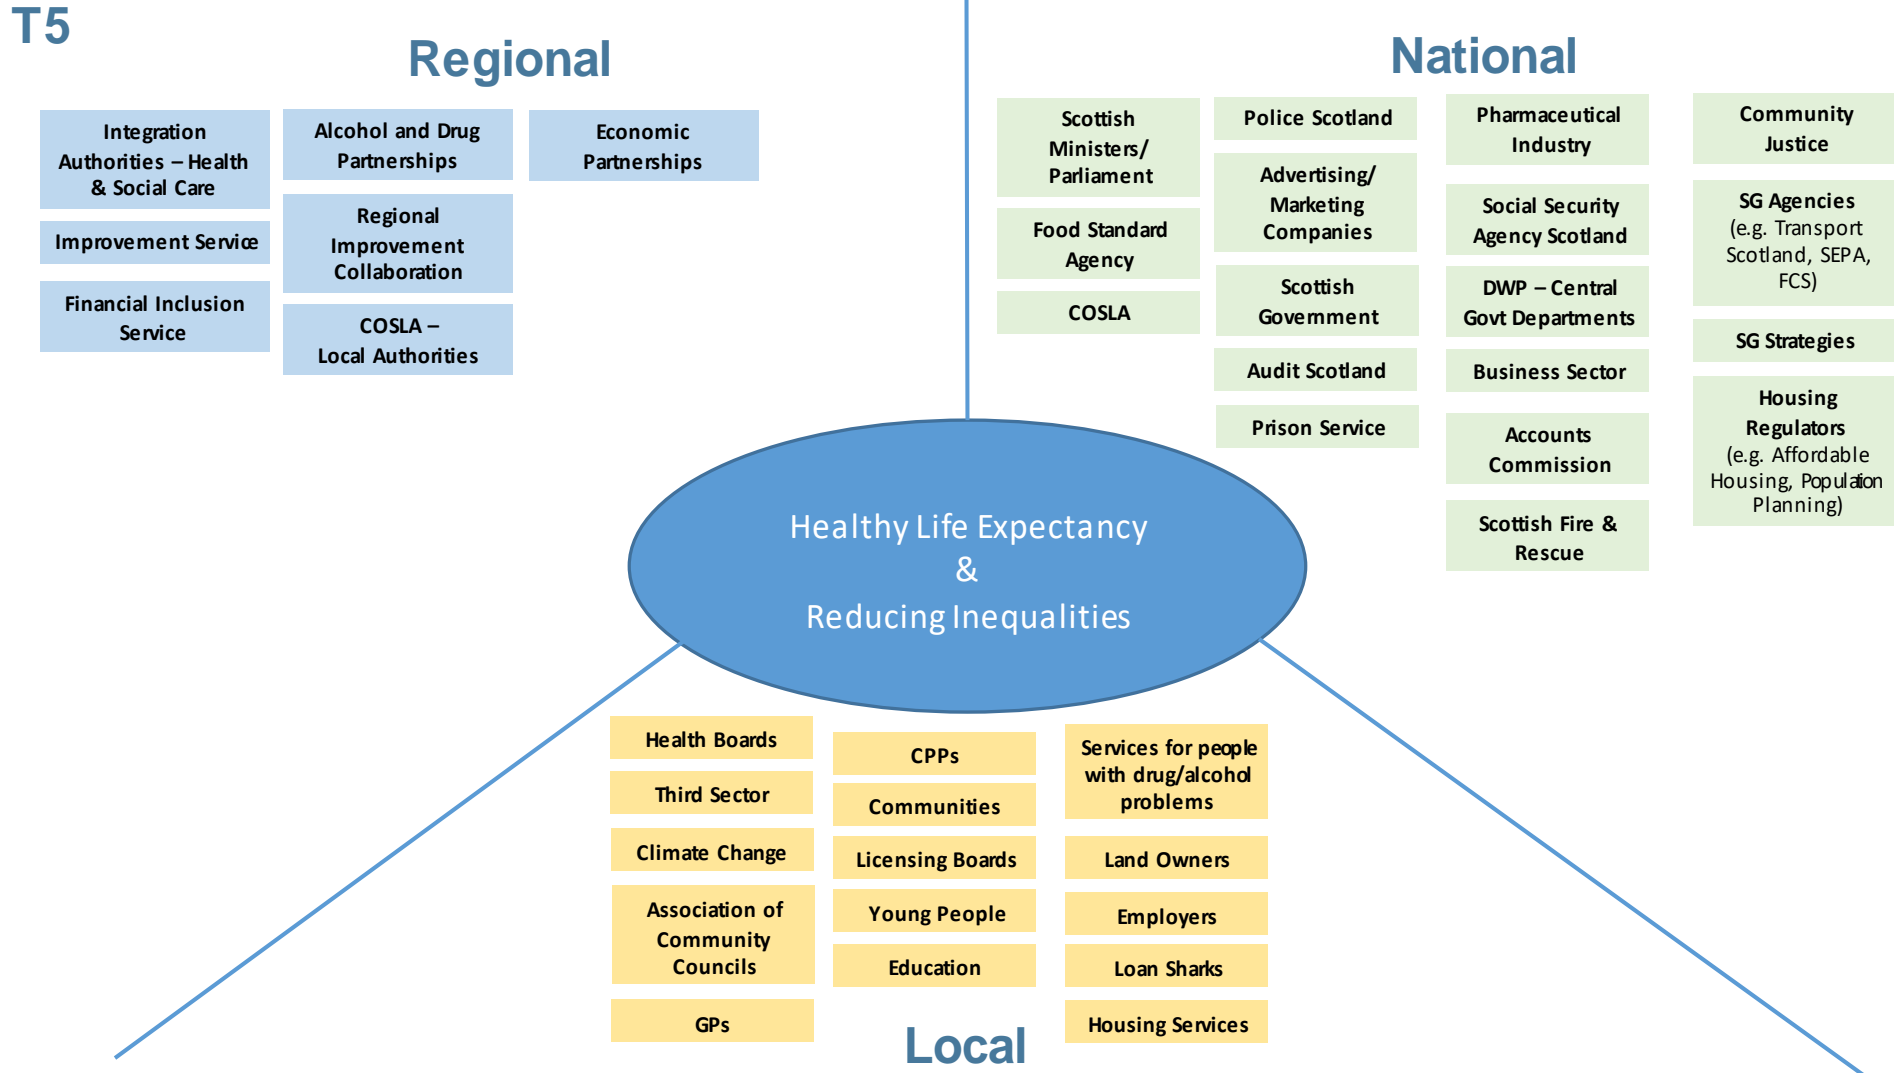 T5
Regional
Integration
Authorities – Health
& Social Care
Improvement Service
Financial Inclusion
Service
Alcohol and Drug
Partnerships
Regional
Improvement
Collaboration
COSLA –
Local Authorities
Economic
Partnerships
National
Scottish
Ministers/
Parliament
Food Standard
Agency
COSLA
Police Scotland
Advertising/
Marketing
Companies
Scottish
Government
Audit Scotland
Prison Service
Pharmaceutical
Industry
Social Security
Agency Scotland
DWP – Central
Govt Departments
Business Sector
Accounts
Commission
Scottish Fire &
Rescue
Community
Justice
SG Agencies
(e.g. Transport
Scotland, SEPA,
FCS)
SG Strategies
Housing
Regulators
(e.g. Affordable
Housing, Population
Planning)
Healthy Life Expectancy
&
Reducing Inequalities
Health Boards
Third Sector
Climate Change
Association of
Community
Councils
GPs
CPPs
Communities
Licensing Boards
Young People
Education
Services for people
with drug/alcohol
problems
Land Owners
Employers
Loan Sharks
Housing Services
Local